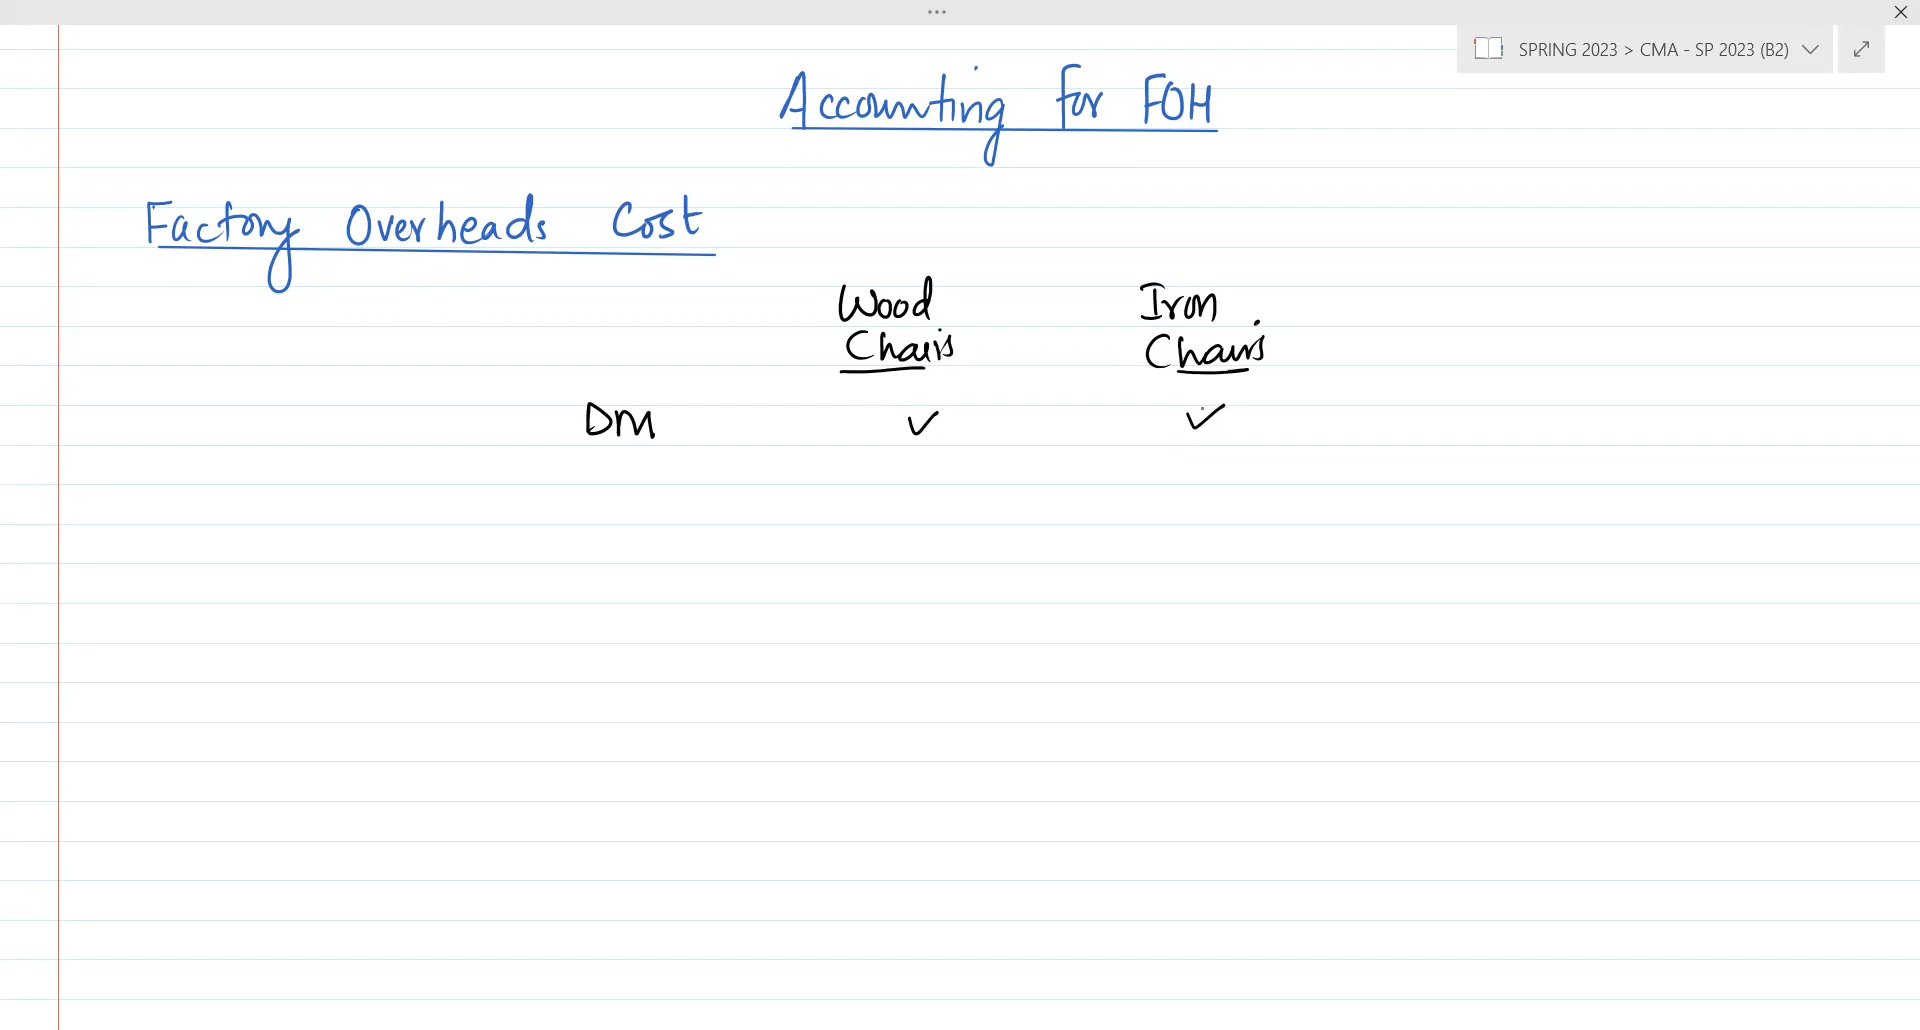 SPRING 2023 > CMA - SP 2023 (B2)
Accounting for FOH
Factory Overheads Cost
Wood Iron
Chairs Chairs
DM ✓ ✓